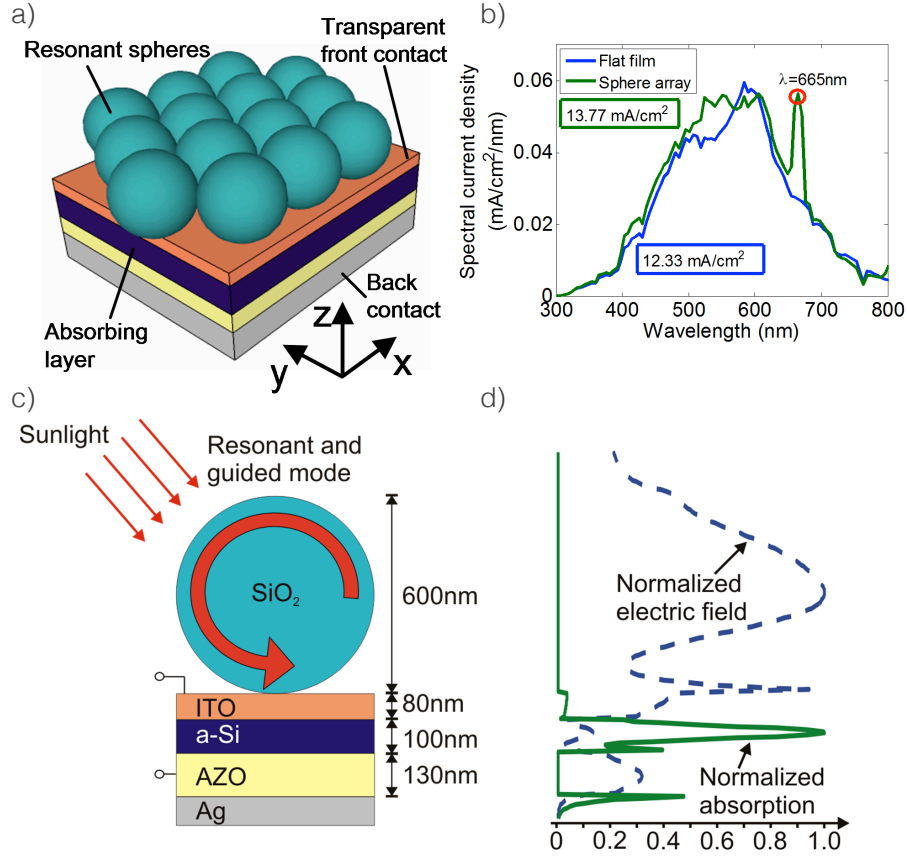 a)
Resonant spheres
Transparent
front contact
Absorbing
layer
Back
contact
z
y
x
b)
Flat film
Sphere array
λ=665nm
13.77 mA/cm²
12.33 mA/cm²
Spectral current density
(mA/cm²/nm)
0.06
0.04
0.02
0
300 400 500 600 700 800
Wavelength (nm)
c)
Sunlight
Resonant and
guided mode
SiO₂
600nm
ITO
80nm
a-Si
100nm
AZO
130nm
Ag
d)
Normalized
electric field
Normalized
absorption
0 0.2 0.4 0.6 0.8 1.0